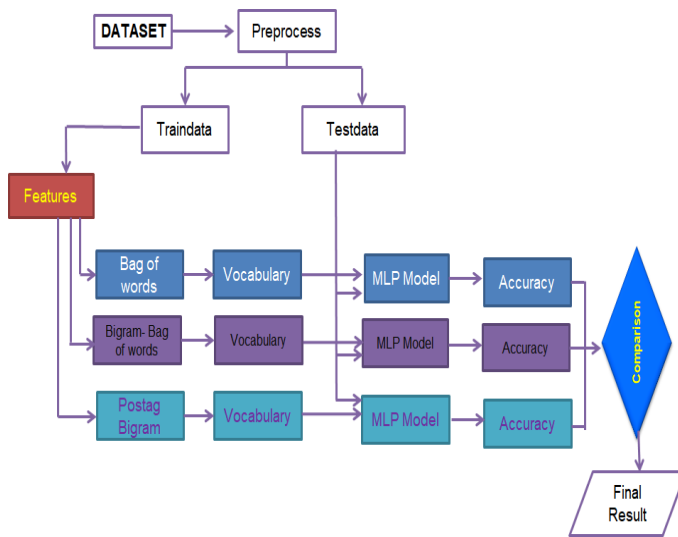 DATASET
Preprocess
Traindata
Testdata
Features
Bag of
words
Vocabulary
MLP Model
Accuracy
Bigram- Bag
of words
Vocabulary
MLP Model
Accuracy
Postag
Bigram
Vocabulary
MLP Model
Accuracy
Comparison
Final
Result